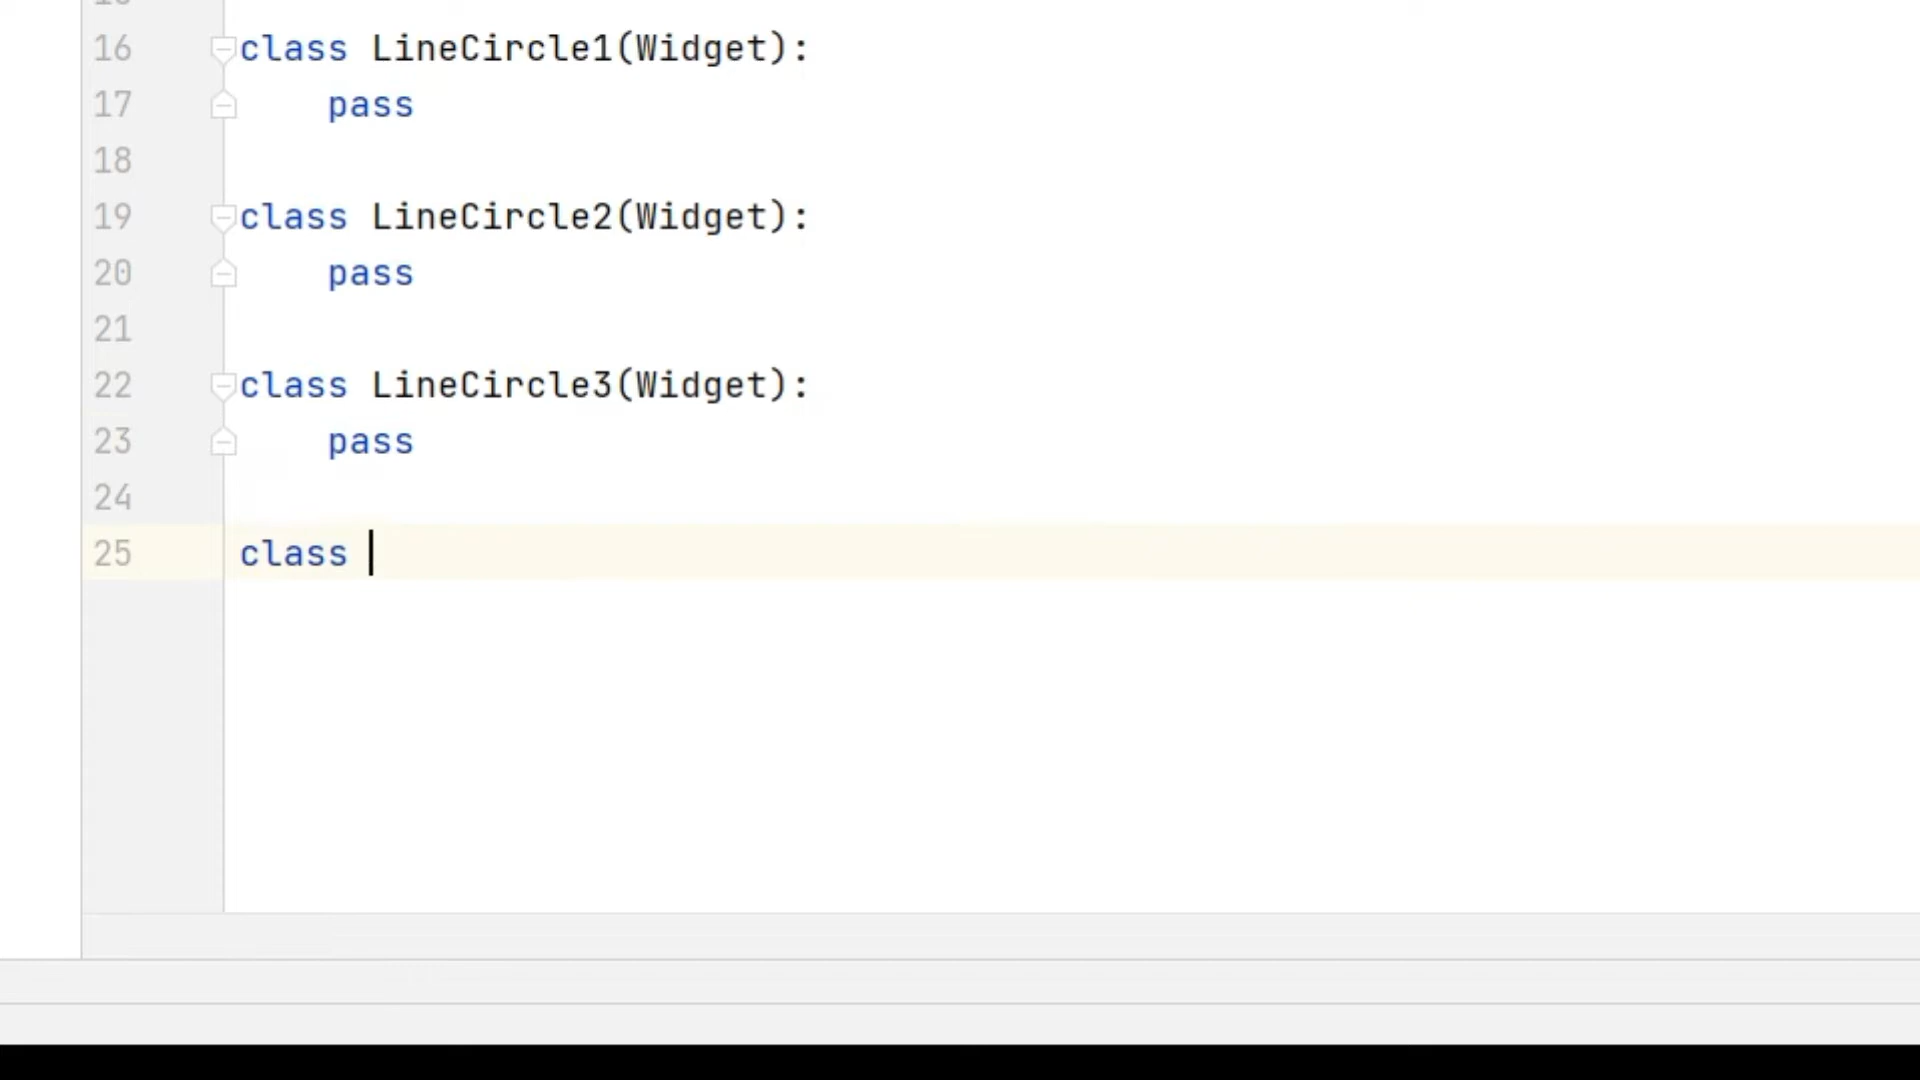 16 class LineCircle1(Widget):
17 pass
18
19 class LineCircle2(Widget):
20 pass
21
22 class LineCircle3(Widget):
23 pass
24
25 class